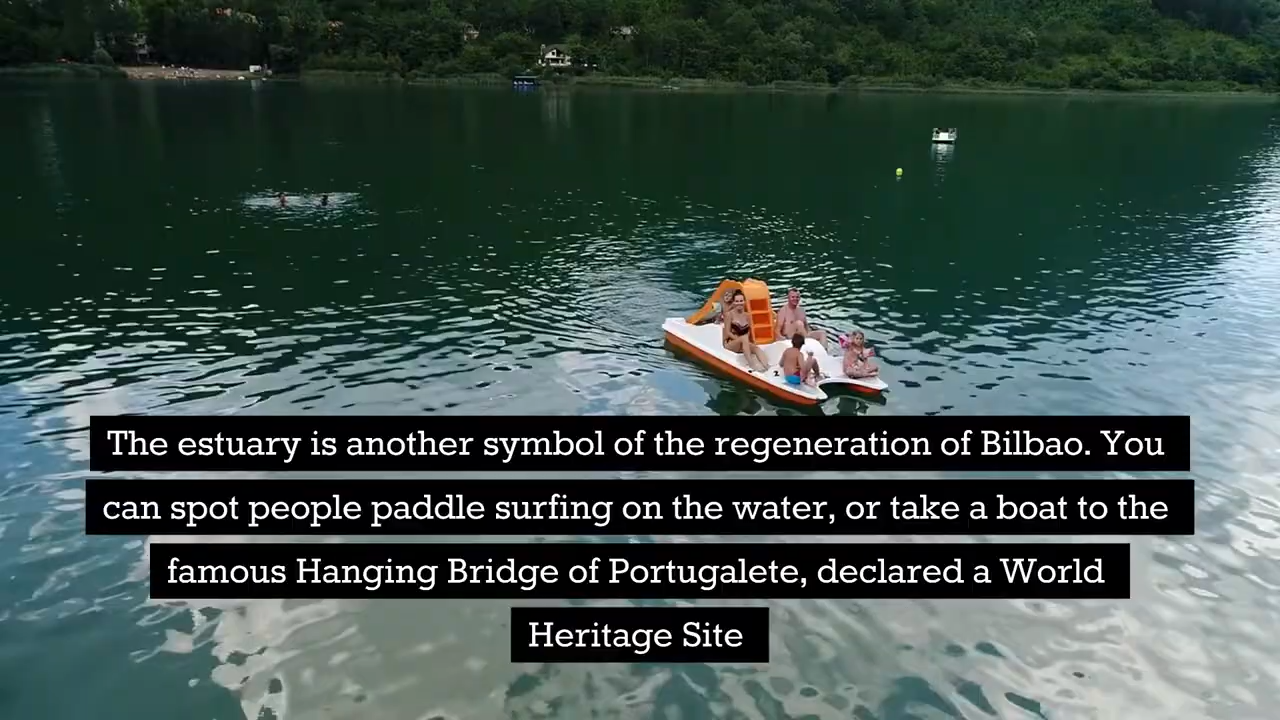 The estuary is another symbol of the regeneration of Bilbao. You
can spot people paddle surfing on the water, or take a boat to the
famous Hanging Bridge of Portugalete, declared a World
Heritage Site